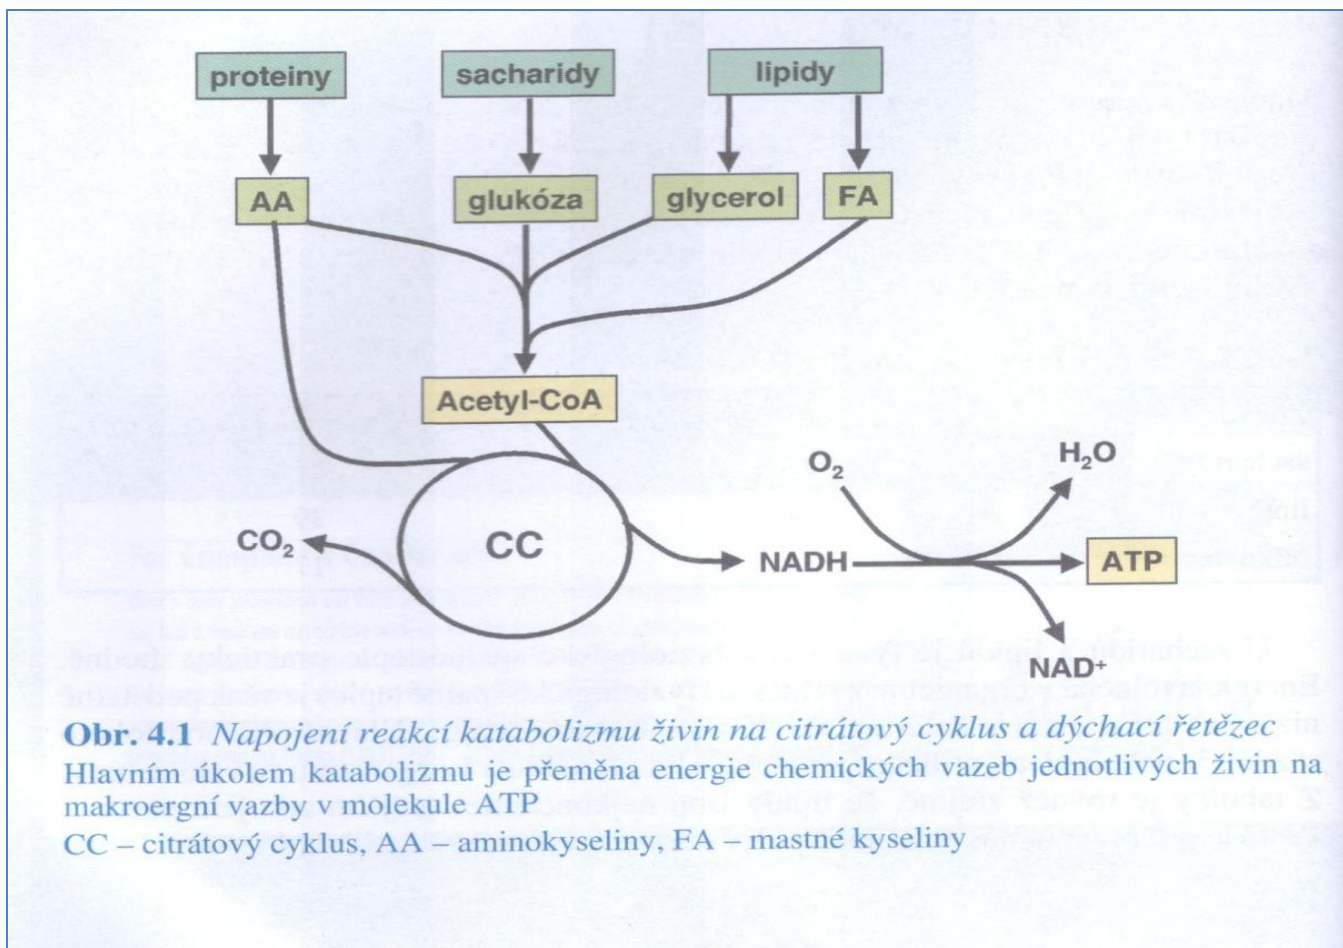 proteiny sacharidy lipidy
AA glukóza glycerol FA
Acetyl-CoA
O₂ H₂O
CO₂ CC NADH ATP
NAD⁺
Obr. 4.1 Napojení reakcí katabolizmu živin na citrátový cyklus a dýchací řetězec
Hlavním úkolem katabolizmu je přeměna energie chemických vazeb jednotlivých živin na
makroergní vazby v molekule ATP
CC – citrátový cyklus, AA – aminokyseliny, FA – mastné kyseliny